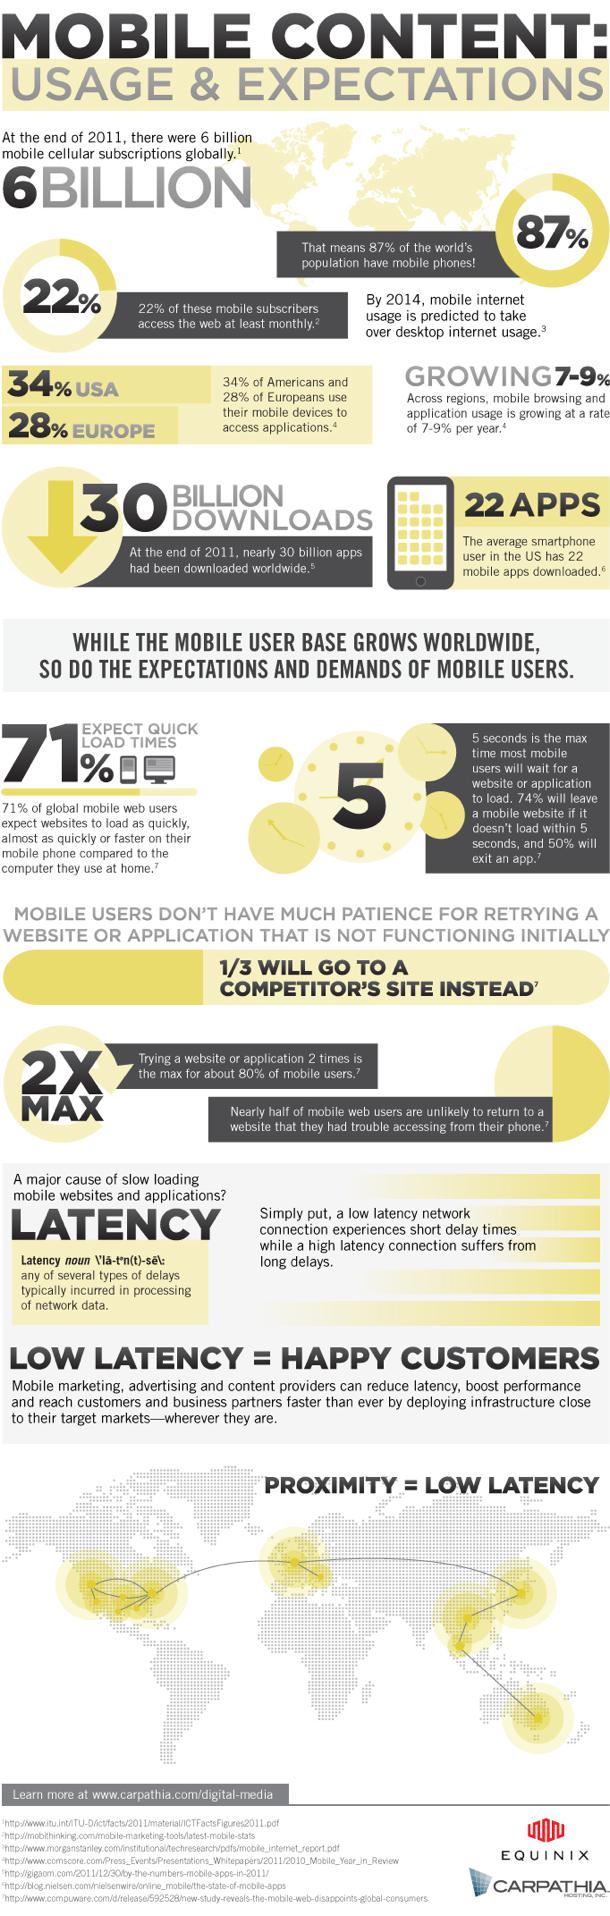 MOBILE CONTENT:
USAGE & EXPECTATIONS
At the end of 2011, there were 6 billion
mobile cellular subscriptions globally.1
6 BILLION
87%
That means 87% of the world's
population have mobile phones!
22%
22% of these mobile subscribers
access the web at least monthly.2
By 2014, mobile internet
usage is predicted to take
over desktop internet usage.3
34% USA
28% EUROPE
34% of Americans and
28% of Europeans use
their mobile devices to
access applications.4
GROWING 7-9%
Across regions, mobile browsing and
application usage is growing at a rate
of 7-9% per year.4
30 BILLION
DOWNLOADS
At the end of 2011, nearly 30 billion apps
had been downloaded worldwide.5
22 APPS
The average smartphone
user in the US has 22
mobile apps downloaded.6
WHILE THE MOBILE USER BASE GROWS WORLDWIDE,
SO DO THE EXPECTATIONS AND DEMANDS OF MOBILE USERS.
71%
EXPECT QUICK
LOAD TIMES
71% of global mobile web users
expect websites to load as quickly,
almost as quickly or faster on their
mobile phone compared to the
computer they use at home.7
5
5 seconds is the max
time most mobile
users will wait for a
website or application
to load. 74% will leave
a mobile website if it
doesn't load within 5
seconds, and 50% will
exit an app.7
MOBILE USERS DON'T HAVE MUCH PATIENCE FOR RETRYING A
WEBSITE OR APPLICATION THAT IS NOT FUNCTIONING INITIALLY
1/3 WILL GO TO A
COMPETITOR'S SITE INSTEAD7
2X
MAX
Trying a website or application 2 times is
the max for about 80% of mobile users.7
Nearly half of mobile web users are unlikely to return to a
website that they had trouble accessing from their phone.7
A major cause of slow loading
mobile websites and applications?
LATENCY
Latency noun \'lā-tᵊn(t)-sē\:
any of several types of delays
typically incurred in processing
of network data.
Simply put, a low latency network
connection experiences short delay times
while a high latency connection suffers from
long delays.
LOW LATENCY = HAPPY CUSTOMERS
Mobile marketing, advertising and content providers can reduce latency, boost performance
and reach customers and business partners faster than ever by deploying infrastructure close
to their target markets—wherever they are.
PROXIMITY = LOW LATENCY
Learn more at www.carpathia.com/digital-media
1http://www.itu.int/ITU-D/ict/facts/2011/material/ICTFactsFigures2011.pdf
2http://mobithinking.com/mobile-marketing-tools/latest-mobile-stats
3http://www.morganstanley.com/institutional/techresearch/pdfs/mobile_internet_report.pdf
4http://www.comscore.com/Press_Events/Presentations_Whitepapers/2011/2010_Mobile_Year_in_Review
5http://gigaom.com/2011/12/30/by-the-numbers-mobile-apps-in-2011/
6http://blog.nielsen.com/nielsenwire/online_mobile/the-state-of-mobile-apps
7http://www.compuware.com/d/release/592528/new-study-reveals-the-mobile-web-disappoints-global-consumers
EQUINIX
CARPATHIA
HOSTING, INC.